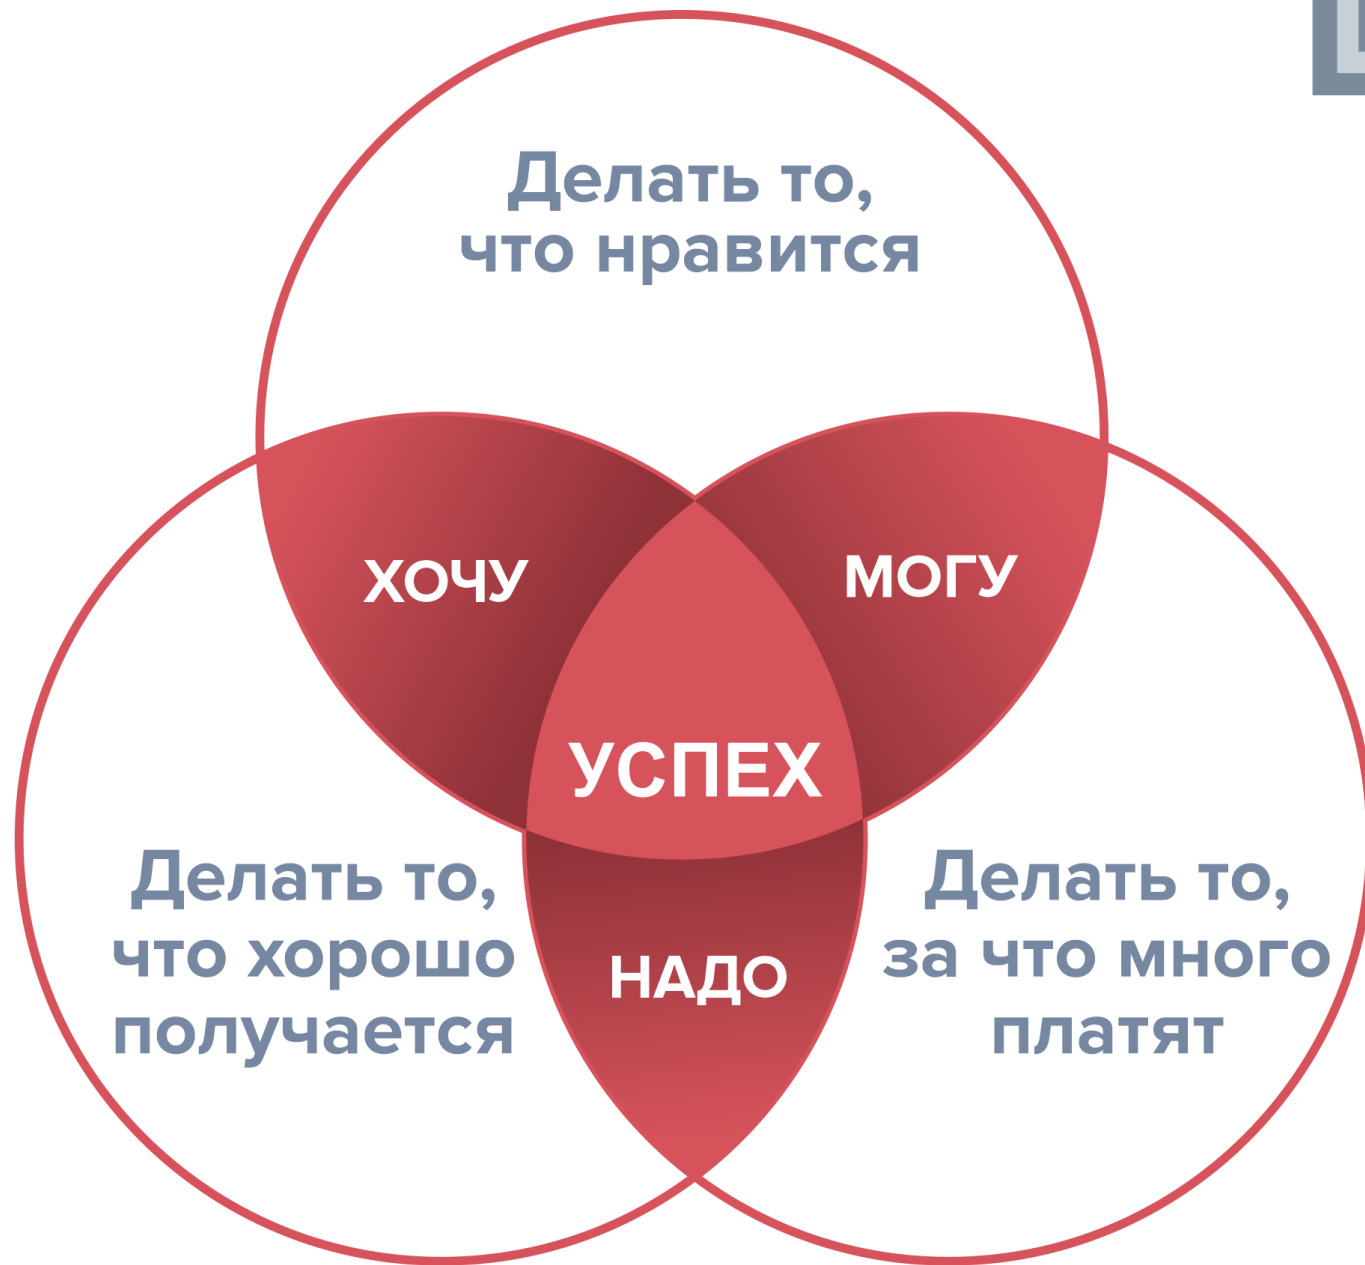 Делать то,
что нравится
ХОЧУ
МОГУ
УСПЕХ
Делать то,
что хорошо
получается
НАДО
Делать то,
за что много
платят